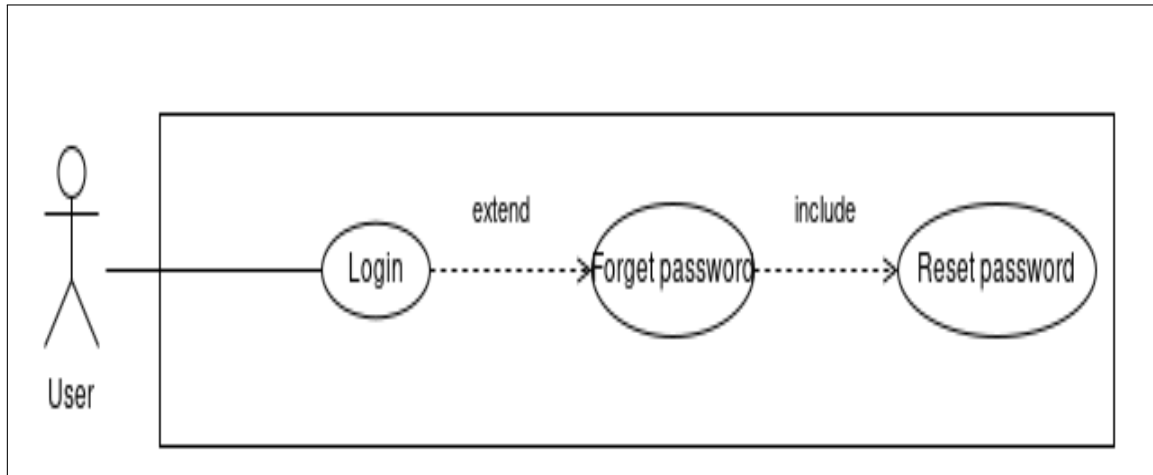 extend
include
Login
Forget password
Reset password
User